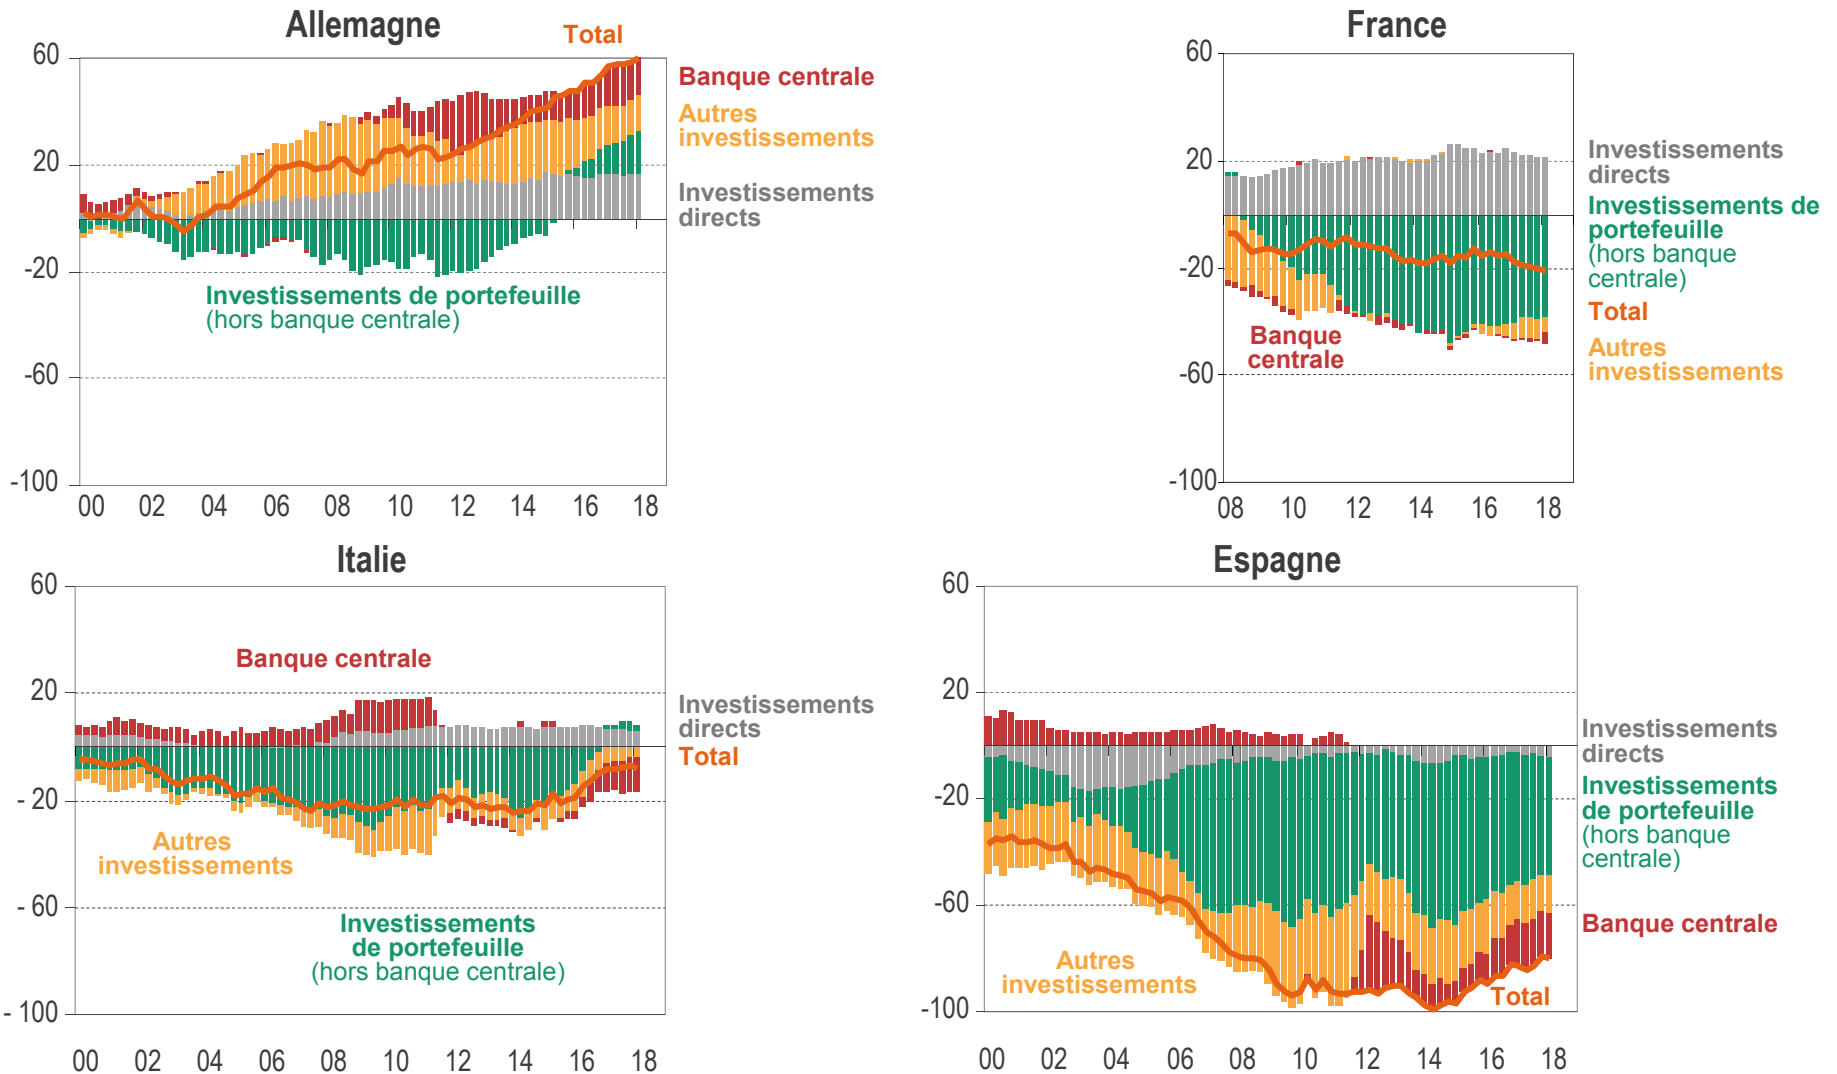 Allemagne
Total
60
20
-20
-60
-100
Banque centrale
Autres
investissements
Investissements
directs
Investissements de portefeuille
(hors banque centrale)
00 02 04 06 08 10 12 14 16 18
France
60
20
-20
-60
-100
Investissements
directs
Investissements de
portefeuille
(hors banque
centrale)
Total
Autres
investissements
Banque
centrale
08 10 12 14 16 18
Italie
60
20
- 20
- 60
- 100
Banque centrale
Investissements
directs
Total
Autres
investissements
Investissements
de portefeuille
(hors banque centrale)
00 02 04 06 08 10 12 14 16 18
Espagne
60
20
-20
-60
-100
Investissements
directs
Investissements
de portefeuille
(hors banque
centrale)
Banque centrale
Autres
investissements
Total
00 02 04 06 08 10 12 14 16 18